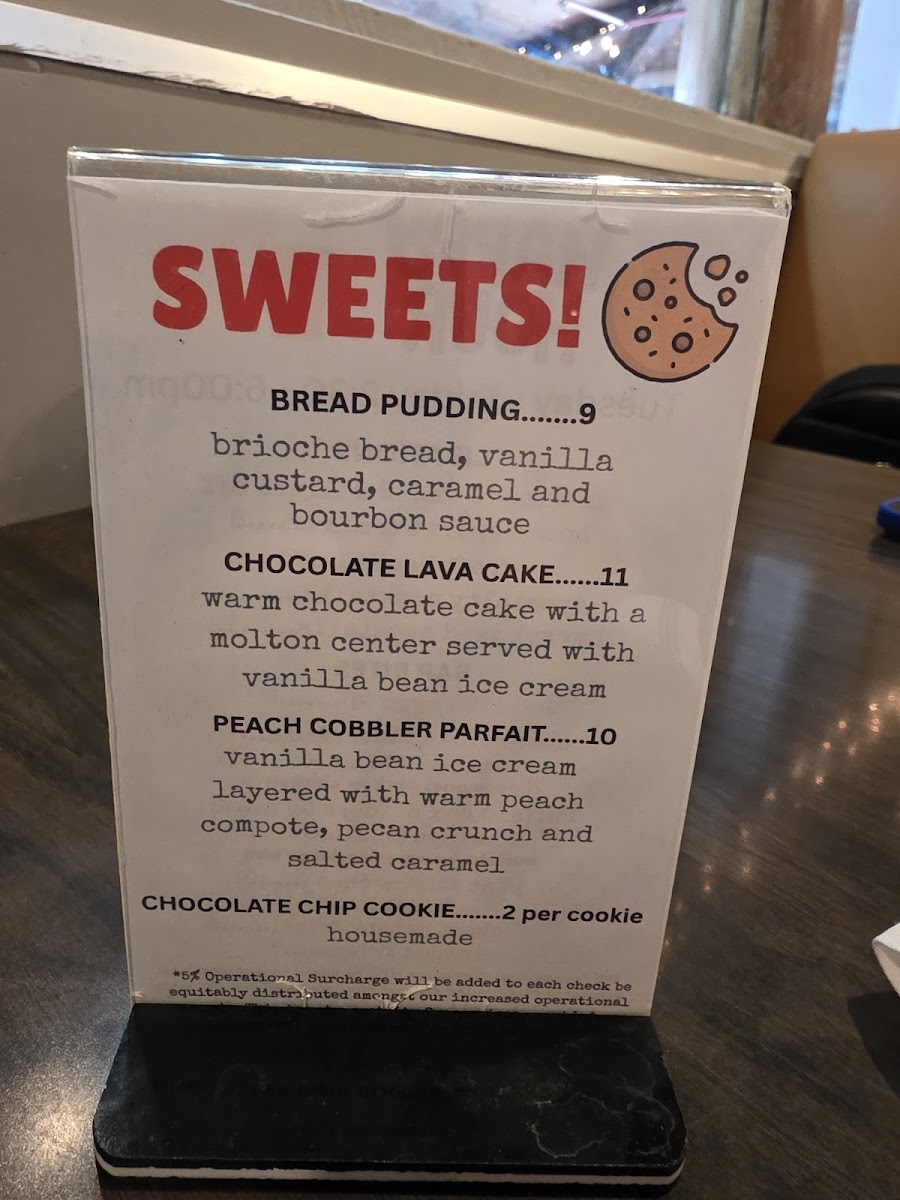 SWEETS!
BREAD PUDDING.......9
brioche bread, vanilla
custard, caramel and
bourbon sauce
CHOCOLATE LAVA CAKE......11
warm chocolate cake with a
molton center served with
vanilla bean ice cream
PEACH COBBLER PARFAIT......10
vanilla bean ice cream
layered with warm peach
compote, pecan crunch and
salted caramel
CHOCOLATE CHIP COOKIE.......2 per cookie
housemade
*5% Operational Surcharge will be added to each check be
equitably distributed amongst our increased operational